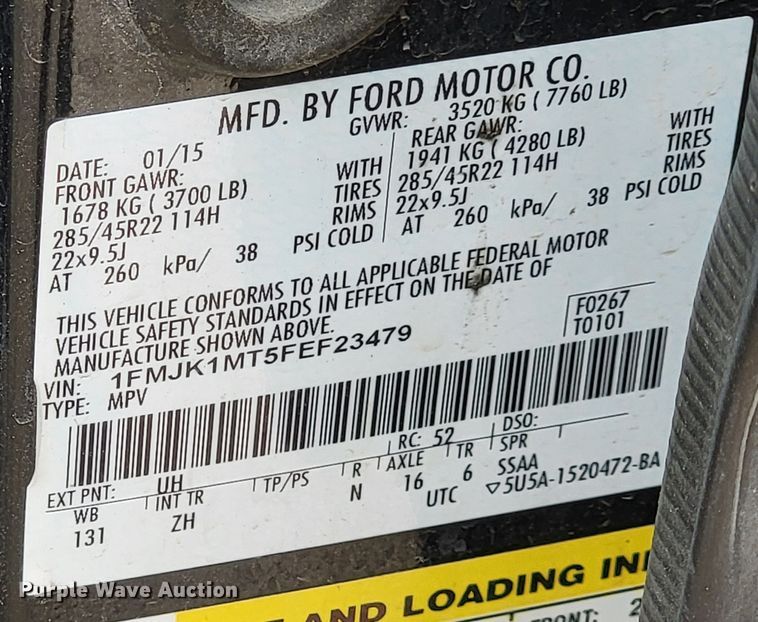 MFD. BY FORD MOTOR CO.
DATE: 01/15 GVWR: 3520 KG ( 7760 LB)
FRONT GAWR: WITH REAR GAWR: WITH
1678 KG ( 3700 LB) TIRES 1941 KG ( 4280 LB) TIRES
285/45R22 114H RIMS 285/45R22 114H RIMS
22x9.5J 22x9.5J
AT 260 kPa/ 38 PSI COLD AT 260 kPa/ 38 PSI COLD
THIS VEHICLE CONFORMS TO ALL APPLICABLE FEDERAL MOTOR
VEHICLE SAFETY STANDARDS IN EFFECT ON THE DATE OF
MANUFACTURE SHOWN ABOVE.
VIN: 1FMJK1MT5FEF23479 F0267
TYPE: MPV T0101
EXT PNT: UH RC: 52 DSO:
WB INT TR TP/PS R AXLE TR SPR
131 ZH N 16 6 SSAA
UTC ▽5U5A-1520472-BA
AND LOADING IN
FRONT: 2
Purple Wave Auction